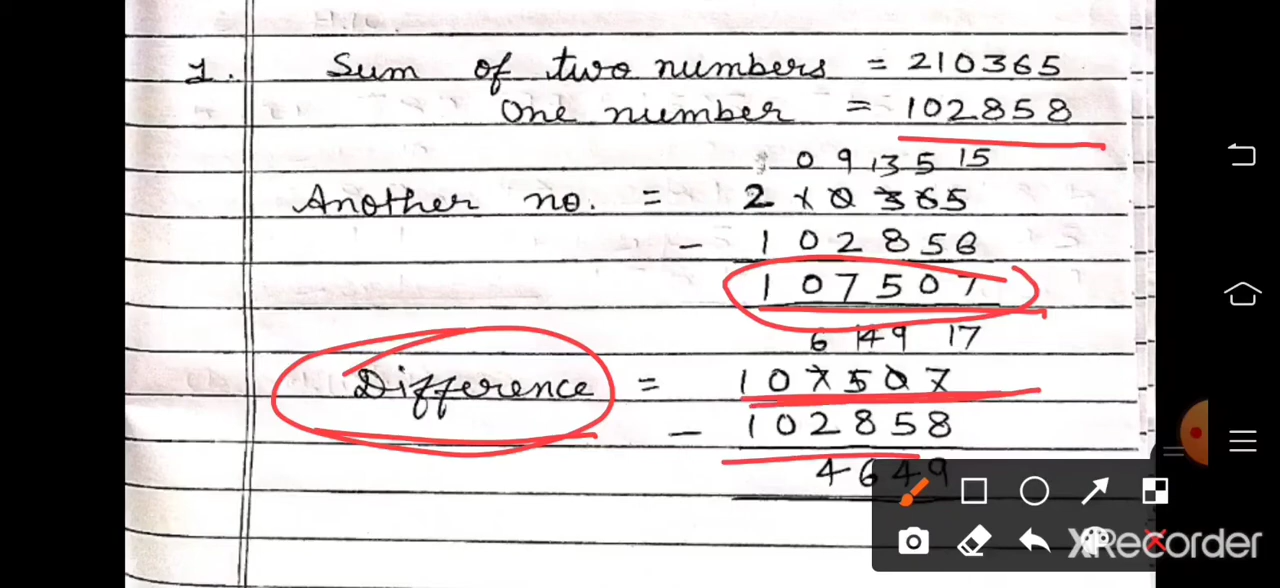 1. Sum of two numbers = 210365
One number = 102858
0 9 13 5 15
Another no. = 210365
- 102858
107507
6 14 9 17
Difference = 107507
- 102858
4649
XRecorder